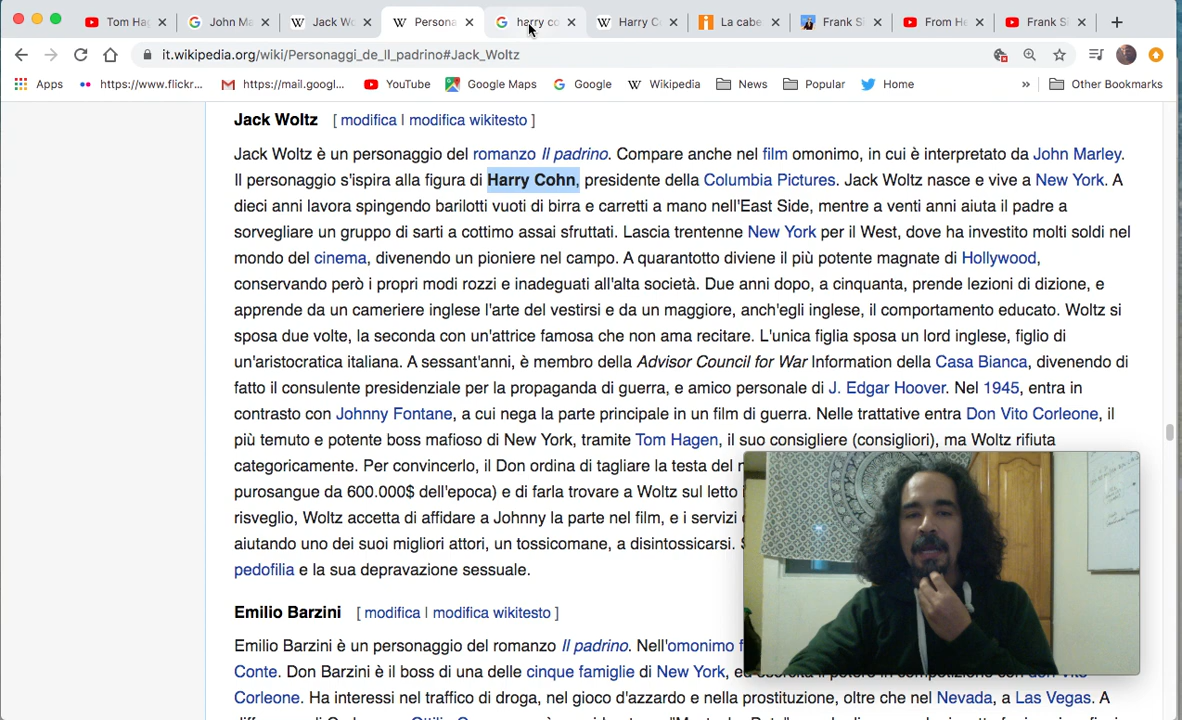 Tom Ha
John M
Jack W
Persona
harry co
Harry C
La cabe
Frank S
From He
Frank S
it.wikipedia.org/wiki/Personaggi_de_Il_padrino#Jack_Woltz
Apps
https://www.flickr...
https://mail.googl...
YouTube
Google Maps
Google
Wikipedia
News
Popular
Home
»
Other Bookmarks
Jack Woltz [ modifica | modifica wikitesto ]
Jack Woltz è un personaggio del romanzo Il padrino. Compare anche nel film omonimo, in cui è interpretato da John Marley.
Il personaggio s'ispira alla figura di Harry Cohn, presidente della Columbia Pictures. Jack Woltz nasce e vive a New York. A
dieci anni lavora spingendo barilotti vuoti di birra e carretti a mano nell'East Side, mentre a venti anni aiuta il padre a
sorvegliare un gruppo di sarti a cottimo assai sfruttati. Lascia trentenne New York per il West, dove ha investito molti soldi nel
mondo del cinema, divenendo un pioniere nel campo. A quarantotto diviene il più potente magnate di Hollywood,
conservando però i propri modi rozzi e inadeguati all'alta società. Due anni dopo, a cinquanta, prende lezioni di dizione, e
apprende da un cameriere inglese l'arte del vestirsi e da un maggiore, anch'egli inglese, il comportamento educato. Woltz si
sposa due volte, la seconda con un'attrice famosa che non ama recitare. L'unica figlia sposa un lord inglese, figlio di
un'aristocratica italiana. A sessant'anni, è membro della Advisor Council for War Information della Casa Bianca, divenendo di
fatto il consulente presidenziale per la propaganda di guerra, e amico personale di J. Edgar Hoover. Nel 1945, entra in
contrasto con Johnny Fontane, a cui nega la parte principale in un film di guerra. Nelle trattative entra Don Vito Corleone, il
più temuto e potente boss mafioso di New York, tramite Tom Hagen, il suo consigliere (consigliori), ma Woltz rifiuta
categoricamente. Per convincerlo, il Don ordina di tagliare la testa del
purosangue da 600.000$ dell'epoca) e di farla trovare a Woltz sul letto
risveglio, Woltz accetta di affidare a Johnny la parte nel film, e i servizi
aiutando uno dei suoi migliori attori, un tossicomane, a disintossicarsi.
pedofilia e la sua depravazione sessuale.
Emilio Barzini [ modifica | modifica wikitesto ]
Emilio Barzini è un personaggio del romanzo Il padrino. Nell'omonimo
Conte. Don Barzini è il boss di una delle cinque famiglie di New York,
Corleone. Ha interessi nel traffico di droga, nel gioco d'azzardo e nella prostituzione, oltre che nel Nevada, a Las Vegas. A